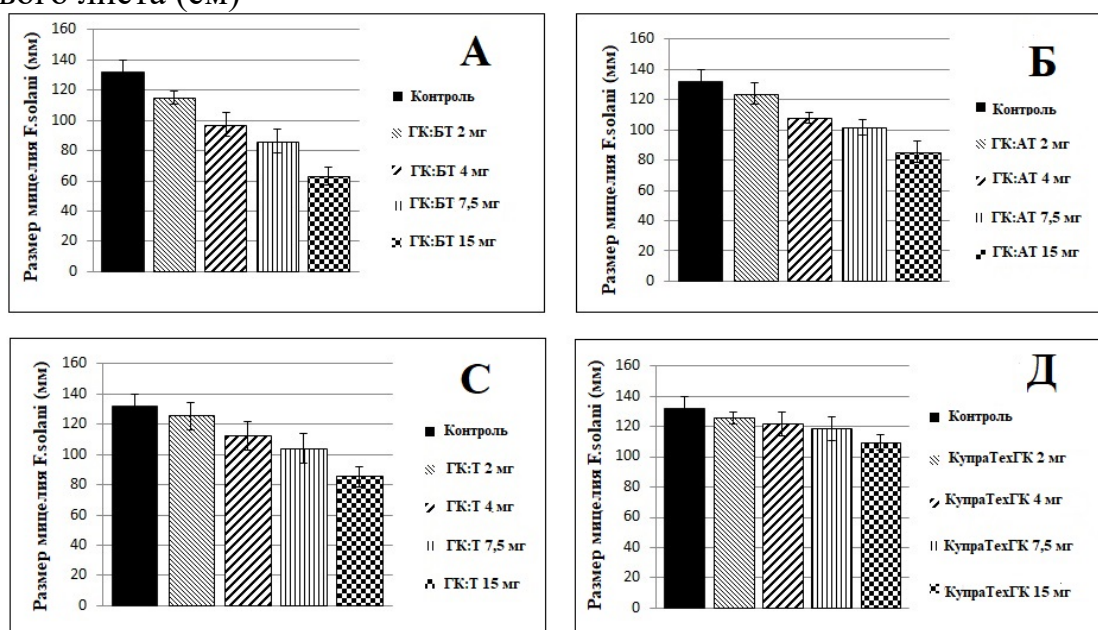 вого листа (см)
Размер мицелия F.solani (мм)
160
140
120
100
80
60
40
20
0
А
Контроль
ГК:БТ 2 мг
ГК:БТ 4 мг
ГК:БТ 7,5 мг
ГК:БТ 15 мг
Размер мицелия F.solani (мм)
160
140
120
100
80
60
40
20
0
Б
Контроль
ГК:АТ 2 мг
ГК:АТ 4 мг
ГК:АТ 7,5 мг
ГК:АТ 15 мг
Размер мицелия F.solani (мм)
160
140
120
100
80
60
40
20
0
С
Контроль
ГК:Т 2 мг
ГК:Т 4 мг
ГК:Т 7,5 мг
ГК:Т 15 мг
Размер мицелия F.solani (мм)
160
140
120
100
80
60
40
20
0
Д
Контроль
КупраТехГК 2 мг
КупраТехГК 4 мг
КупраТехГК 7,5 мг
КупраТехГК 15 мг